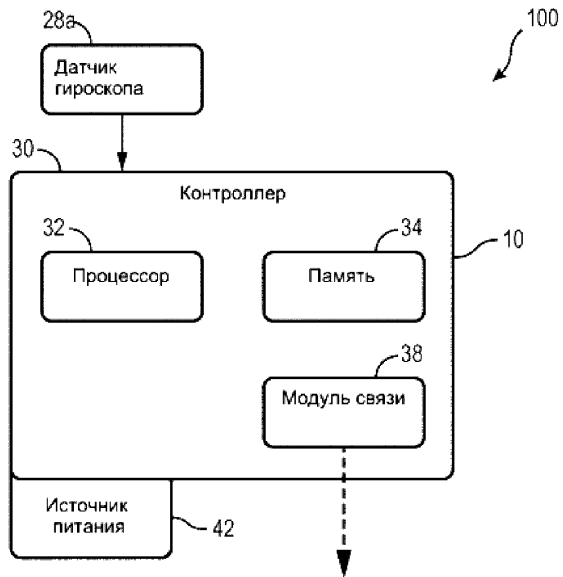 28a
100
Датчик
гироскопа
30
Контроллер
32
34
10
Процессор
Память
38
Модуль связи
Источник
питания
42